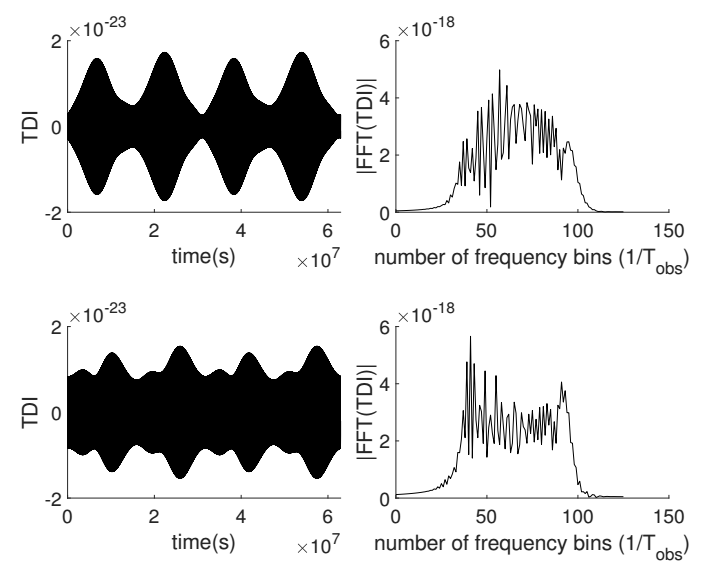 ×10^-23
2
0
-2
TDI
0 2 4 6
time(s)
×10^7
×10^-18
6
4
2
0
|FFT(TDI)|
0 50 100 150
number of frequency bins (1/T_obs)
×10^-23
2
0
-2
TDI
0 2 4 6
time(s)
×10^7
×10^-18
6
4
2
0
|FFT(TDI)|
0 50 100 150
number of frequency bins (1/T_obs)